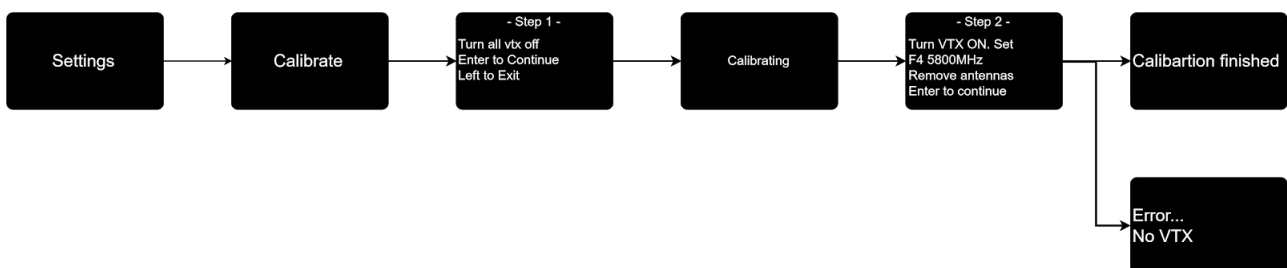 Settings
Calibrate
- Step 1 -
Turn all vtx off
Enter to Continue
Left to Exit
Calibrating
- Step 2 -
Turn VTX ON. Set
F4 5800MHz
Remove antennas
Enter to continue
Calibartion finished
Error...
No VTX